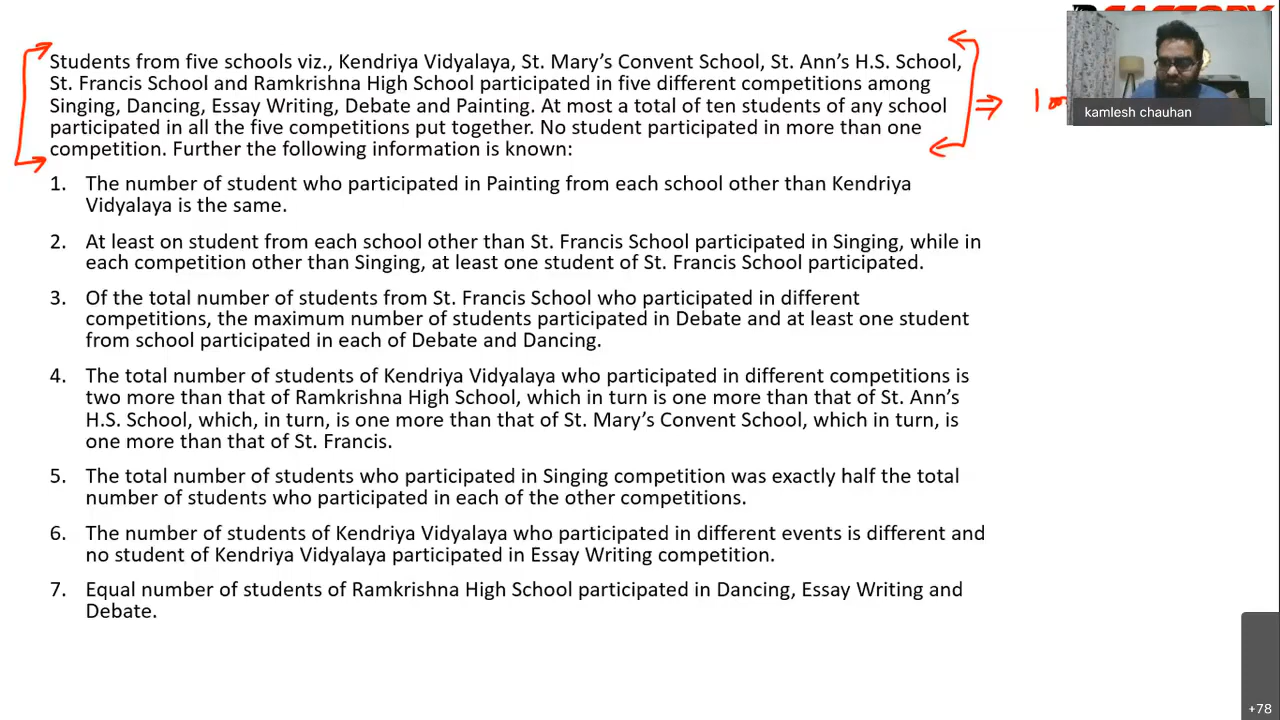 Students from five schools viz., Kendriya Vidyalaya, St. Mary’s Convent School, St. Ann’s H.S. School,
St. Francis School and Ramkrishna High School participated in five different competitions among
Singing, Dancing, Essay Writing, Debate and Painting. At most a total of ten students of any school
participated in all the five competitions put together. No student participated in more than one
competition. Further the following information is known:
1. The number of student who participated in Painting from each school other than Kendriya
Vidyalaya is the same.
2. At least on student from each school other than St. Francis School participated in Singing, while in
each competition other than Singing, at least one student of St. Francis School participated.
3. Of the total number of students from St. Francis School who participated in different
competitions, the maximum number of students participated in Debate and at least one student
from school participated in each of Debate and Dancing.
4. The total number of students of Kendriya Vidyalaya who participated in different competitions is
two more than that of Ramkrishna High School, which in turn is one more than that of St. Ann’s
H.S. School, which, in turn, is one more than that of St. Mary’s Convent School, which in turn, is
one more than that of St. Francis.
5. The total number of students who participated in Singing competition was exactly half the total
number of students who participated in each of the other competitions.
6. The number of students of Kendriya Vidyalaya who participated in different events is different and
no student of Kendriya Vidyalaya participated in Essay Writing competition.
7. Equal number of students of Ramkrishna High School participated in Dancing, Essay Writing and
Debate.
kamlesh chauhan
+78